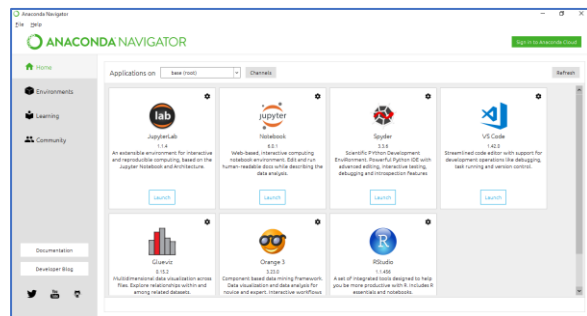 Anaconda Navigator
File Help
ANACONDA NAVIGATOR
Sign in to Anaconda Cloud
Home
Environments
Learning
Community
Documentation
Developer Blog
Applications on base (root) Channels Refresh
lab
JupyterLab
1.1.4
An extensible environment for interactive
and reproducible computing, based on the
Jupyter Notebook and Architecture.
Launch
jupyter
Notebook
6.0.1
Web-based, interactive computing
notebook environment. Edit and run
human-readable docs while describing the
data analysis.
Launch
Spyder
3.3.6
Scientific PYthon Development
EnviRonment. Powerful Python IDE with
advanced editing, interactive testing,
debugging and introspection features
Launch
VS Code
1.42.0
Streamlined code editor with support for
development operations like debugging,
task running and version control.
Launch
Glueviz
0.15.2
Multidimensional data visualization across
files. Explore relationships within and
among related datasets.
Orange 3
3.23.0
Component based data mining framework.
Data visualization and data analysis for
novice and expert. Interactive workflows
R
RStudio
1.1.456
A set of integrated tools designed to help
you be more productive with R. Includes R
essentials and notebooks.